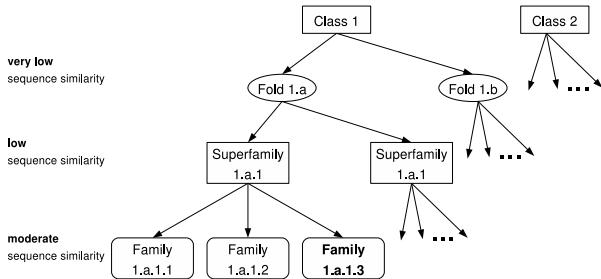 Class 1
Class 2
very low
sequence similarity
Fold 1.a
Fold 1.b
...
low
sequence similarity
Superfamily
1.a.1
Superfamily
1.a.1
...
moderate
sequence similarity
Family
1.a.1.1
Family
1.a.1.2
Family
1.a.1.3
...